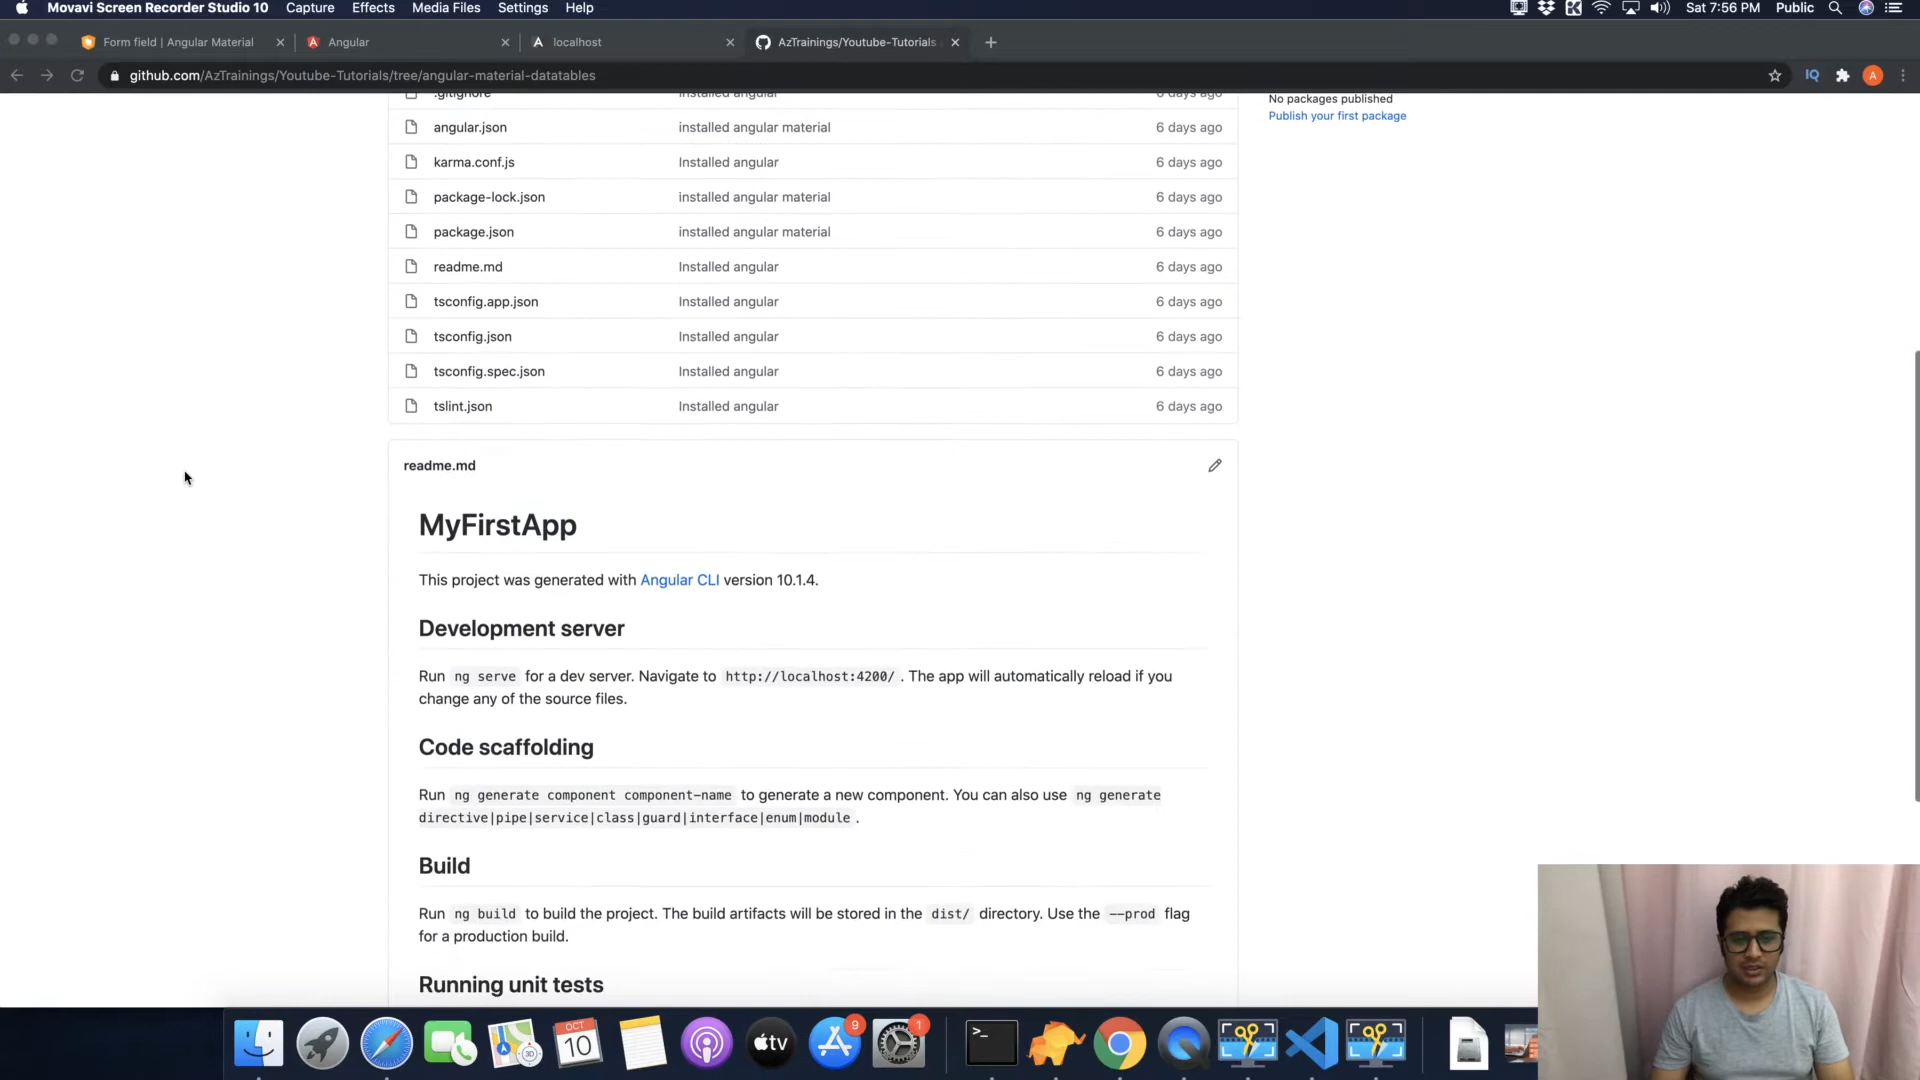 Movavi Screen Recorder Studio 10 Capture Effects Media Files Settings Help Sat 7:56 PM Public
Form field | Angular Material Angular localhost AzTrainings/Youtube-Tutorials
github.com/AzTrainings/Youtube-Tutorials/tree/angular-material-datatables IQ A
.gitignore Installed angular 6 days ago
No packages published
Publish your first package
angular.json installed angular material 6 days ago
karma.conf.js Installed angular 6 days ago
package-lock.json installed angular material 6 days ago
package.json installed angular material 6 days ago
readme.md Installed angular 6 days ago
tsconfig.app.json Installed angular 6 days ago
tsconfig.json Installed angular 6 days ago
tsconfig.spec.json Installed angular 6 days ago
tslint.json Installed angular 6 days ago
readme.md
MyFirstApp
This project was generated with Angular CLI version 10.1.4.
Development server
Run ng serve for a dev server. Navigate to http://localhost:4200/ . The app will automatically reload if you
change any of the source files.
Code scaffolding
Run ng generate component component-name to generate a new component. You can also use ng generate
directive|pipe|service|class|guard|interface|enum|module .
Build
Run ng build to build the project. The build artifacts will be stored in the dist/ directory. Use the --prod flag
for a production build.
Running unit tests
OCT
10
tv
9
1
>_